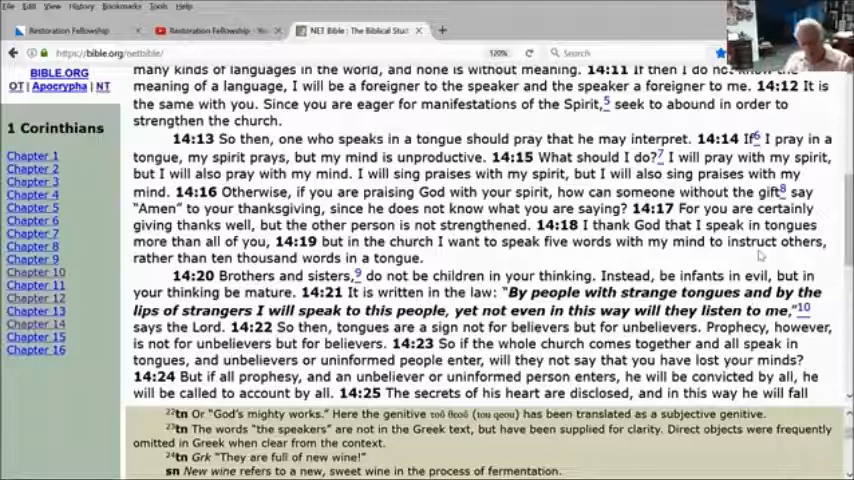 File Edit View History Bookmarks Tools Help
Restoration Fellowship
Restoration Fellowship - You
NET Bible : The Biblical Stud
https://bible.org/netbible/
120%
Search
BIBLE.ORG
OT | Apocrypha | NT
1 Corinthians
Chapter 1
Chapter 2
Chapter 3
Chapter 4
Chapter 5
Chapter 6
Chapter 7
Chapter 8
Chapter 9
Chapter 10
Chapter 11
Chapter 12
Chapter 13
Chapter 14
Chapter 15
Chapter 16
many kinds of languages in the world, and none is without meaning. 14:11 If then I do not know the
meaning of a language, I will be a foreigner to the speaker and the speaker a foreigner to me. 14:12 It is
the same with you. Since you are eager for manifestations of the Spirit,5 seek to abound in order to
strengthen the church.
14:13 So then, one who speaks in a tongue should pray that he may interpret. 14:14 If6 I pray in a
tongue, my spirit prays, but my mind is unproductive. 14:15 What should I do?7 I will pray with my spirit,
but I will also pray with my mind. I will sing praises with my spirit, but I will also sing praises with my
mind. 14:16 Otherwise, if you are praising God with your spirit, how can someone without the gift8 say
“Amen” to your thanksgiving, since he does not know what you are saying? 14:17 For you are certainly
giving thanks well, but the other person is not strengthened. 14:18 I thank God that I speak in tongues
more than all of you, 14:19 but in the church I want to speak five words with my mind to instruct others,
rather than ten thousand words in a tongue.
14:20 Brothers and sisters,9 do not be children in your thinking. Instead, be infants in evil, but in
your thinking be mature. 14:21 It is written in the law: “By people with strange tongues and by the
lips of strangers I will speak to this people, yet not even in this way will they listen to me,”10
says the Lord. 14:22 So then, tongues are a sign not for believers but for unbelievers. Prophecy, however,
is not for unbelievers but for believers. 14:23 So if the whole church comes together and all speak in
tongues, and unbelievers or uninformed people enter, will they not say that you have lost your minds?
14:24 But if all prophesy, and an unbeliever or uninformed person enters, he will be convicted by all, he
will be called to account by all. 14:25 The secrets of his heart are disclosed, and in this way he will fall
22tn Or “God’s mighty works.” Here the genitive τοῦ θεοῦ (του θεου) has been translated as a subjective genitive.
23tn The words “the speakers” are not in the Greek text, but have been supplied for clarity. Direct objects were frequently
omitted in Greek when clear from the context.
24tn Grk “They are full of new wine!”
sn New wine refers to a new, sweet wine in the process of fermentation.